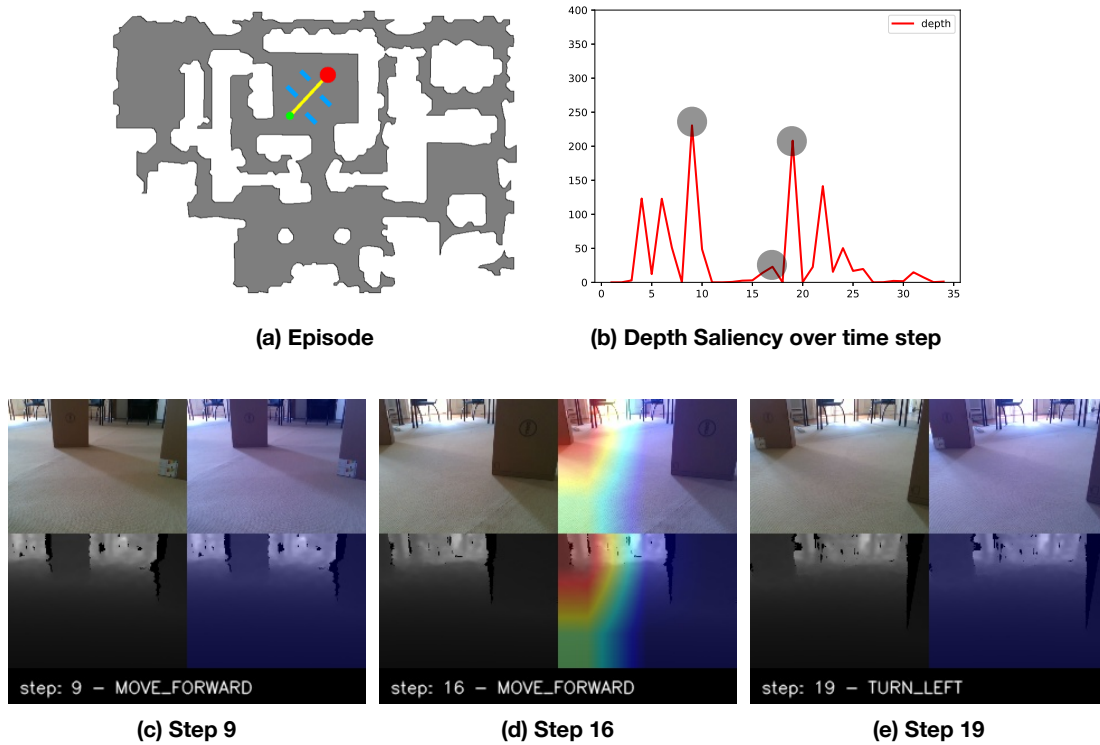 400
350
300
250
200
150
100
50
0
depth
0 5 10 15 20 25 30 35
(a) Episode
(b) Depth Saliency over time step
step: 9 – MOVE_FORWARD
step: 16 – MOVE_FORWARD
step: 19 – TURN_LEFT
(c) Step 9
(d) Step 16
(e) Step 19